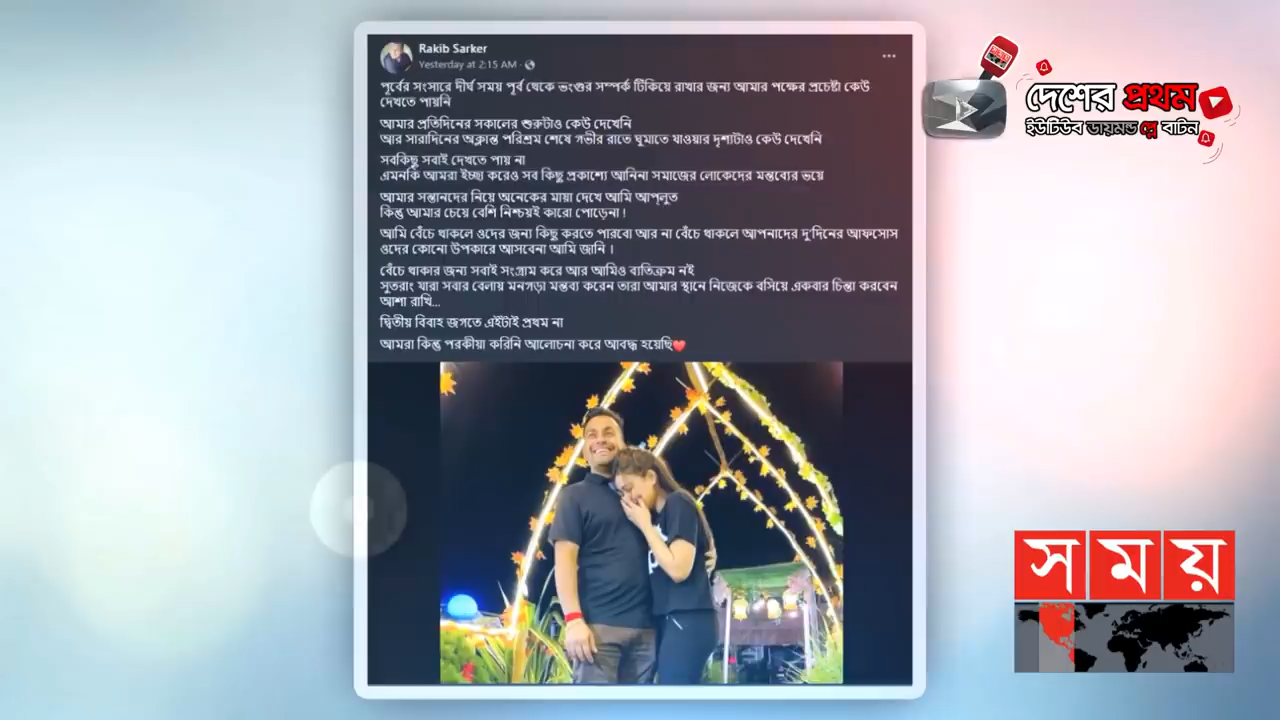 Rakib Sarker
Yesterday at 2:15 AM ·
পূর্বের সংসারে দীর্ঘ সময় পূর্ব থেকে ভংগুর সম্পর্ক টিকিয়ে রাখার জন্য আমার পক্ষের প্রচেষ্টা কেউ
দেখতে পায়নি
আমার প্রতিদিনের সকালের শুরুটাও কেউ দেখেনি
আর সারাদিনের অক্লান্ত পরিশ্রম শেষে গভীর রাতে ঘুমাতে যাওয়ার দৃশ্যটাও কেউ দেখেনি
সবকিছু সবাই দেখতে পায় না
এমনকি আমরা ইচ্ছা করেও সব কিছু প্রকাশ্যে আনিনা সমাজের লোকেদের মন্তব্যের ভয়ে
আমার সন্তানদের নিয়ে অনেকের মায়া দেখে আমি আপ্লুত
কিন্তু আমার চেয়ে বেশি নিশ্চয়ই কারো পোড়েনা !
আমি বেঁচে থাকলে ওদের জন্য কিছু করতে পারবো আর না বেঁচে থাকলে আপনাদের দু'দিনের আফসোস
ওদের কোনো উপকারে আসবেনা আমি জানি ।
বেঁচে থাকার জন্য সবাই সংগ্রাম করে আর আমিও ব্যতিক্রম নই
সুতরাং যারা সবার বেলায় মনগড়া মন্তব্য করেন তারা আমার স্থানে নিজেকে বসিয়ে একবার চিন্তা করবেন
আশা রাখি...
দ্বিতীয় বিবাহ জগতে এইটাই প্রথম না
আমরা কিন্তু পরকীয়া করিনি আলোচনা করে আবদ্ধ হয়েছি❤️
দেশের প্রথম
ইউটিউব ডায়মন্ড প্লে বাটন
সময়